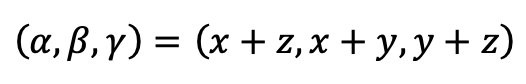 (α, β, γ) = (x + z, x + y, y + z)